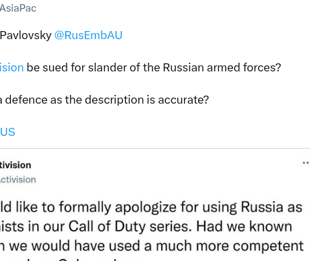 AsiaPac
Pavlovsky @RusEmbAU
ision be sued for slander of the Russian armed forces?
a defence as the description is accurate?
US
tivision
ctivision
ld like to formally apologize for using Russia as
ists in our Call of Duty series. Had we known
n we would have used a much more competent